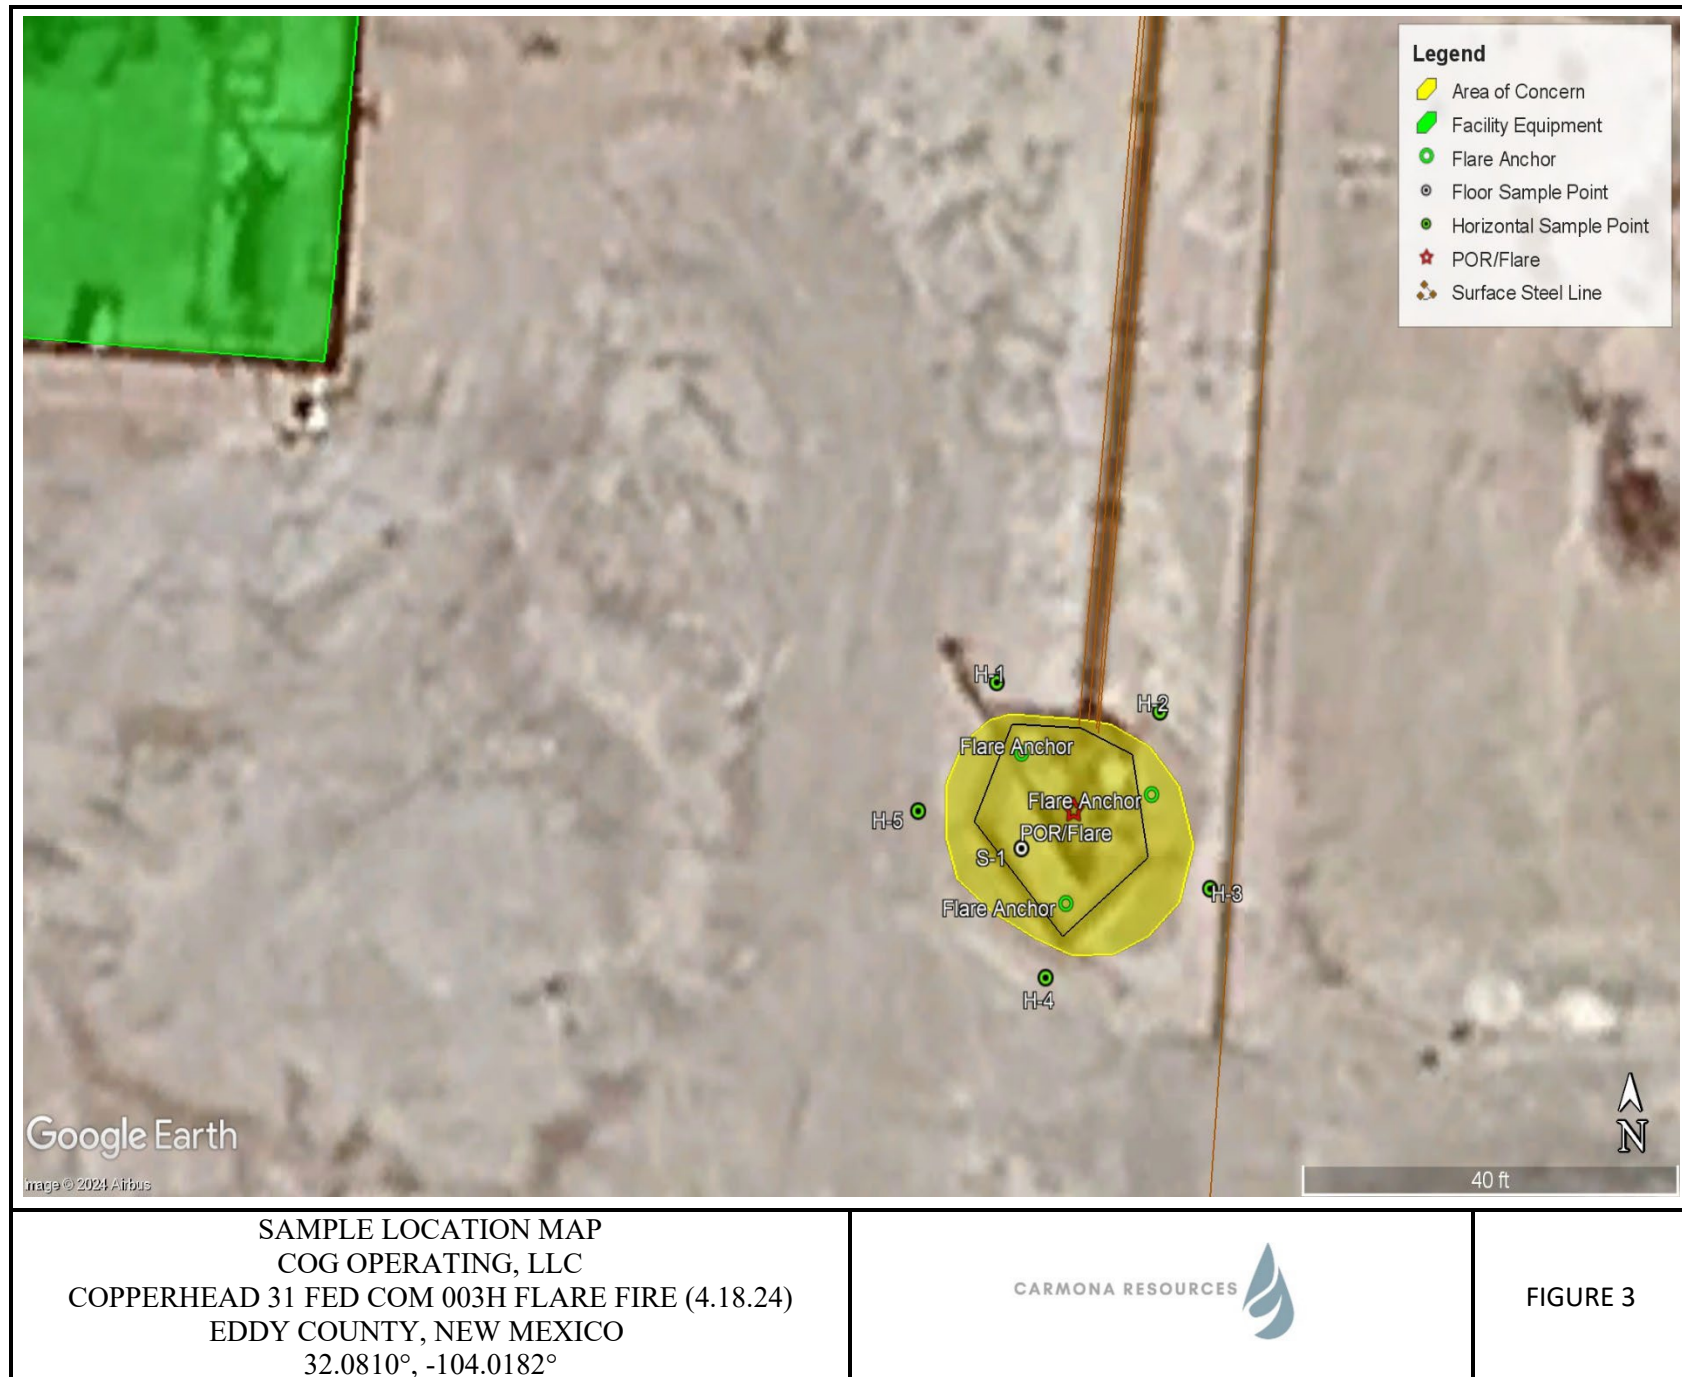 Legend
Area of Concern
Facility Equipment
Flare Anchor
Floor Sample Point
Horizontal Sample Point
POR/Flare
Surface Steel Line
H-1
H-2
Flare Anchor
Flare Anchor
H-5
POR/Flare
S-1
H-3
Flare Anchor
H-4
Google Earth
N
Image © 2024 Airbus
40 ft
SAMPLE LOCATION MAP
COG OPERATING, LLC
COPPERHEAD 31 FED COM 003H FLARE FIRE (4.18.24)
EDDY COUNTY, NEW MEXICO
32.0810°, -104.0182°
CARMONA RESOURCES
FIGURE 3